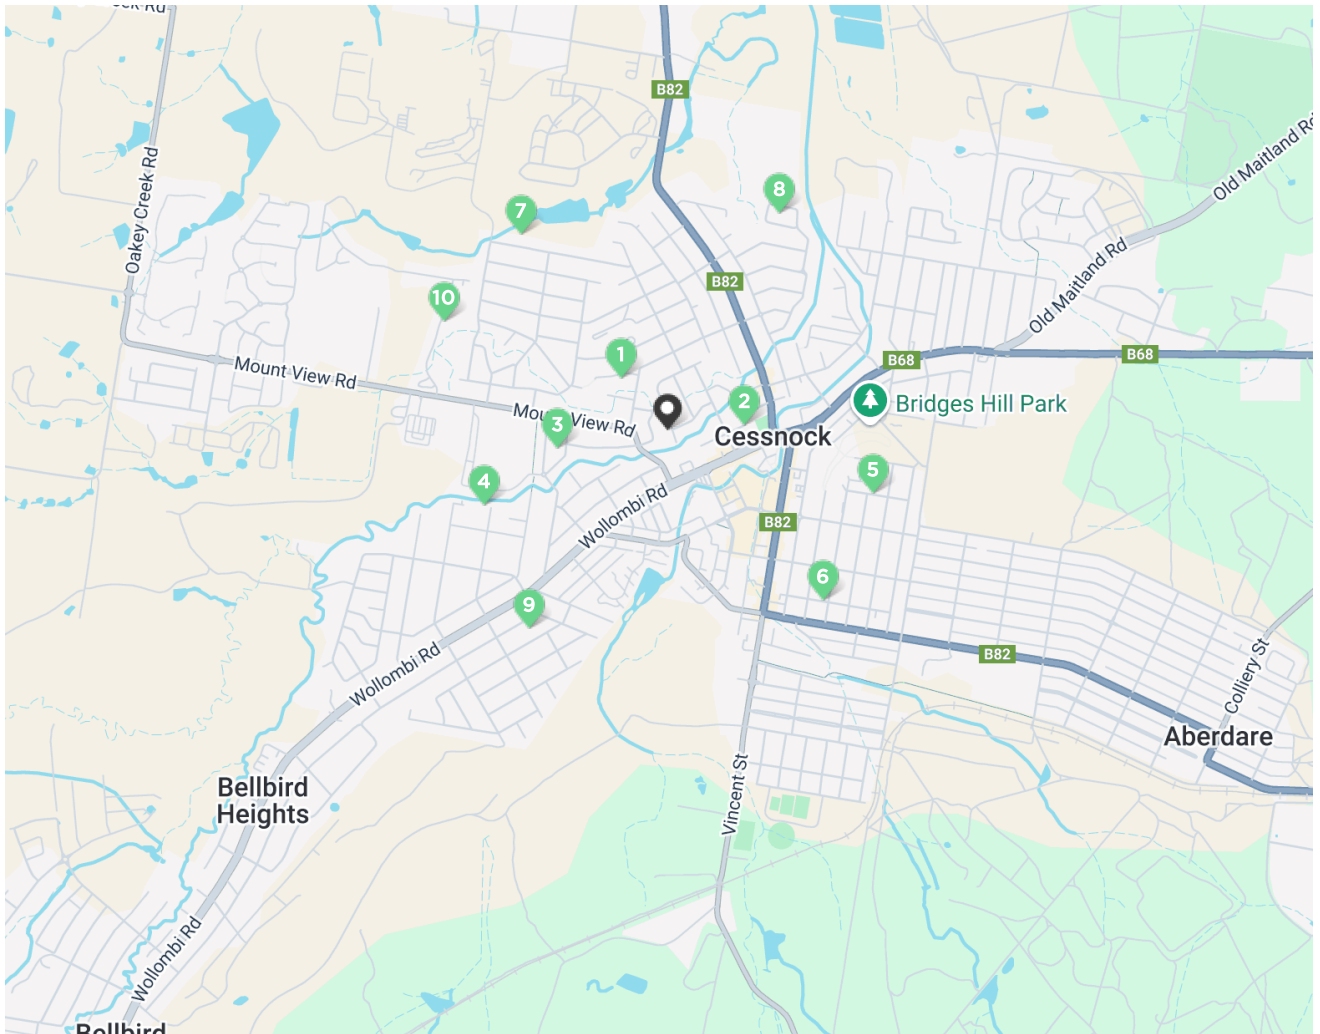 ek Rd
B82
Old Maitland Rd
Oakey Creek Rd
8
7
Old Maitland Rd
B82
10
1
B68
B68
Mount View Rd
2
Bridges Hill Park
Mount View Rd
3
Cessnock
5
4
Wollombi Rd
B82
6
9
Wollombi Rd
B82
Colliery St
Aberdare
Vincent St
Bellbird
Heights
Wollombi Rd
Bellbird